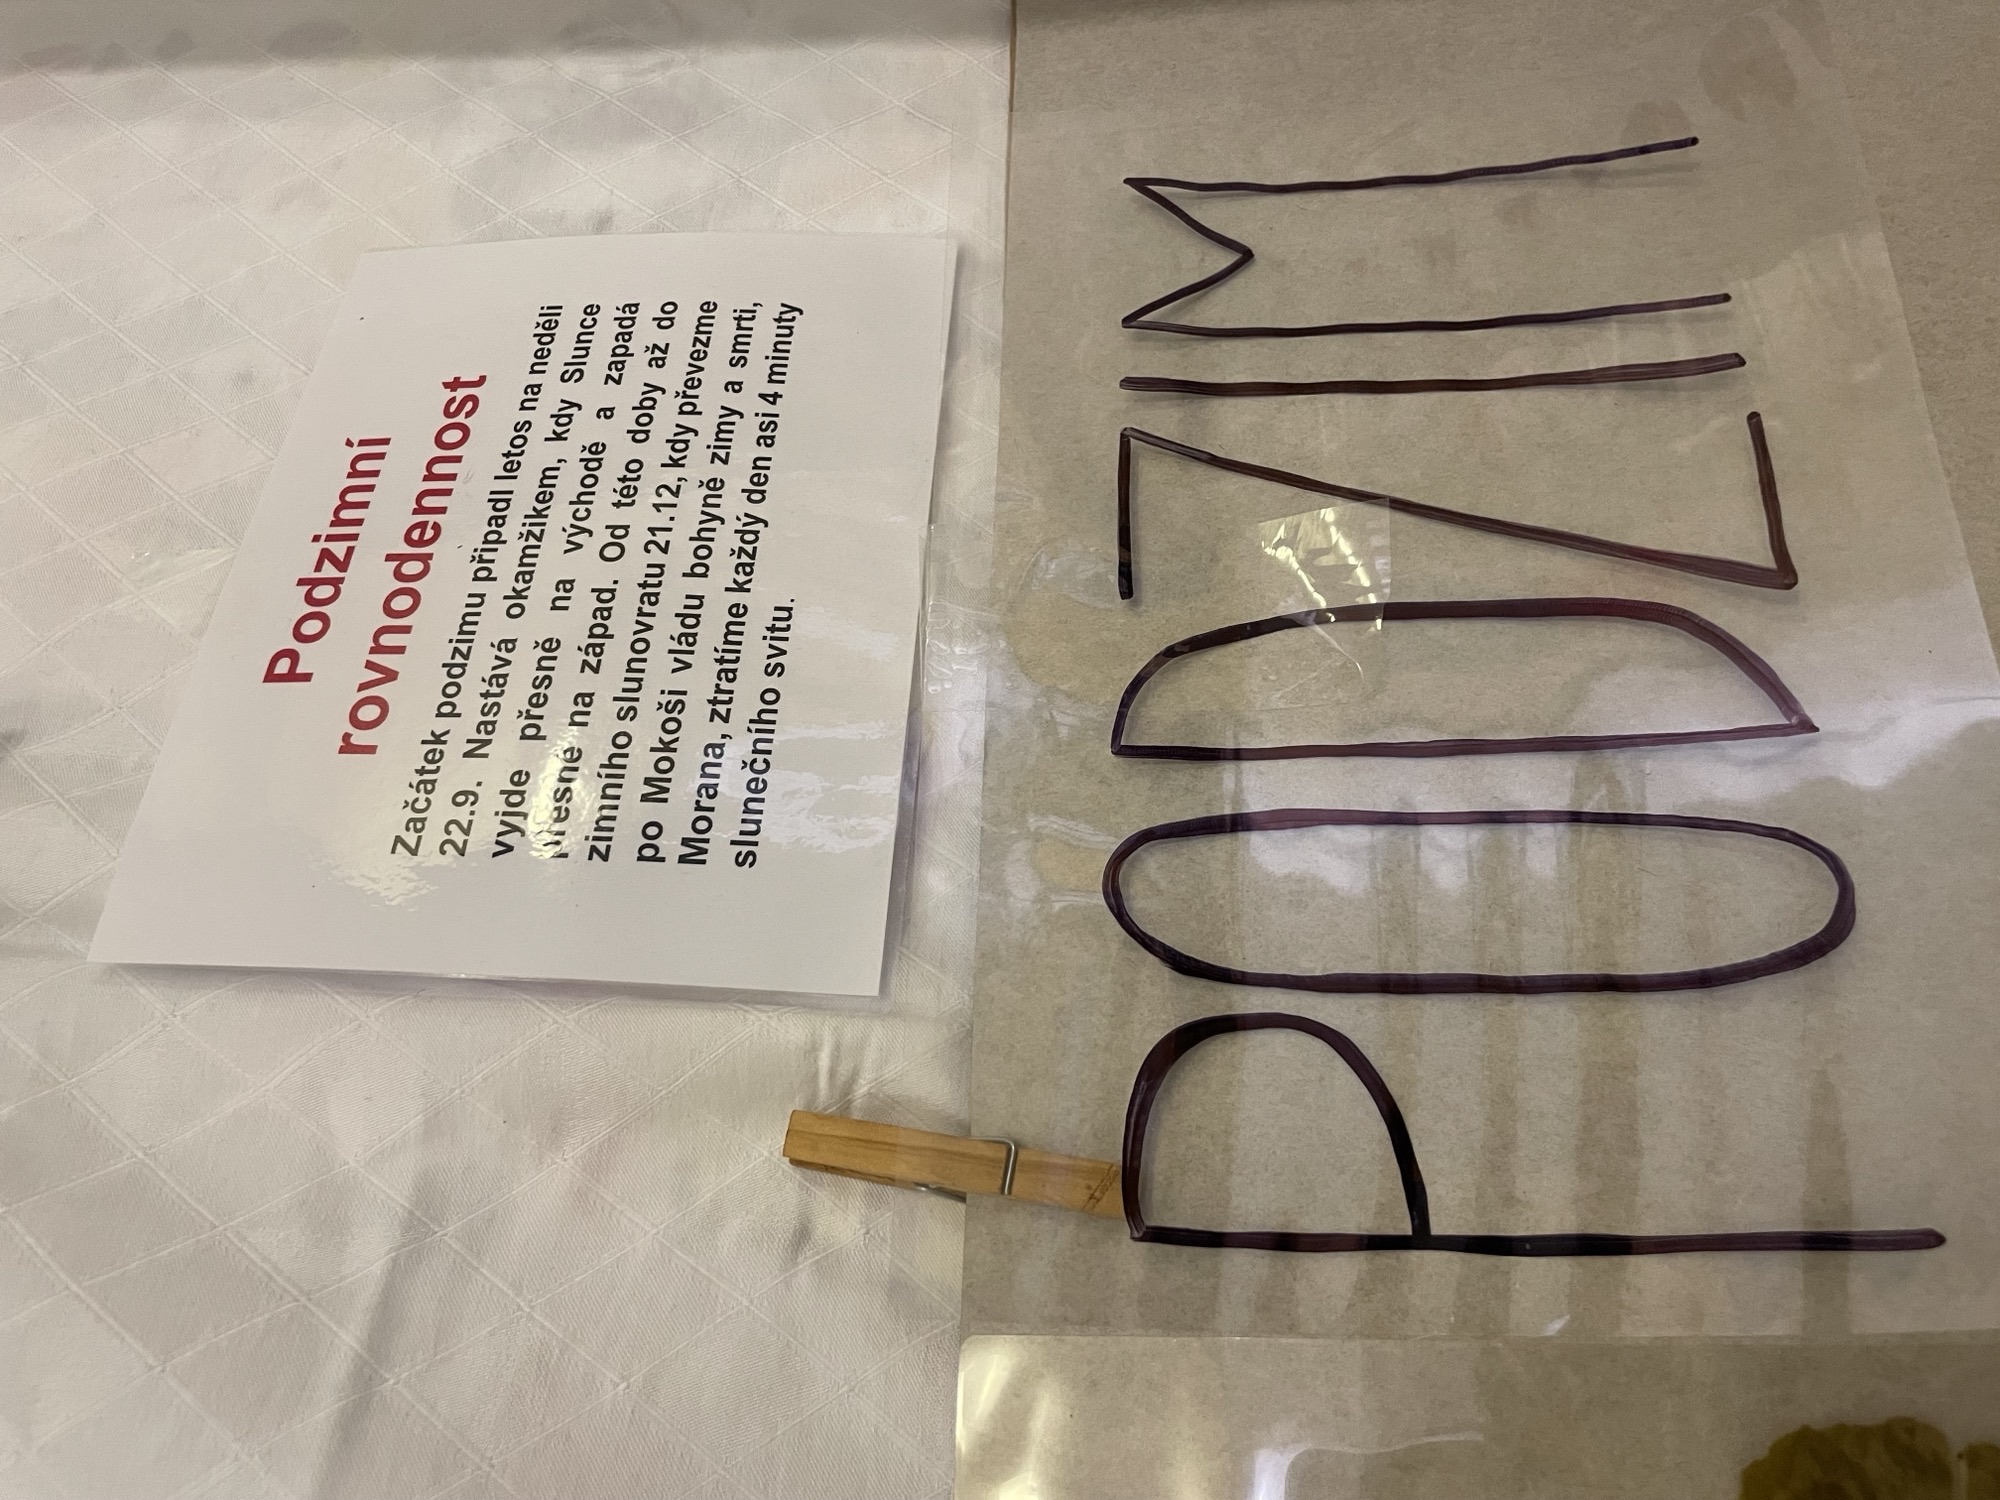 Podzimní
rovnodennost
Začátek podzimu připadl letos na neděli
22.9. Nastává okamžikem, kdy Slunce
vyjde přesně na východě a zapadá
přesně na západ. Od této doby až do
zimního slunovratu 21.12, kdy převezme
po Mokoši vládu bohyně zimy a smrti,
Morana, ztratíme každý den asi 4 minuty
slunečního svitu.
PODZIM